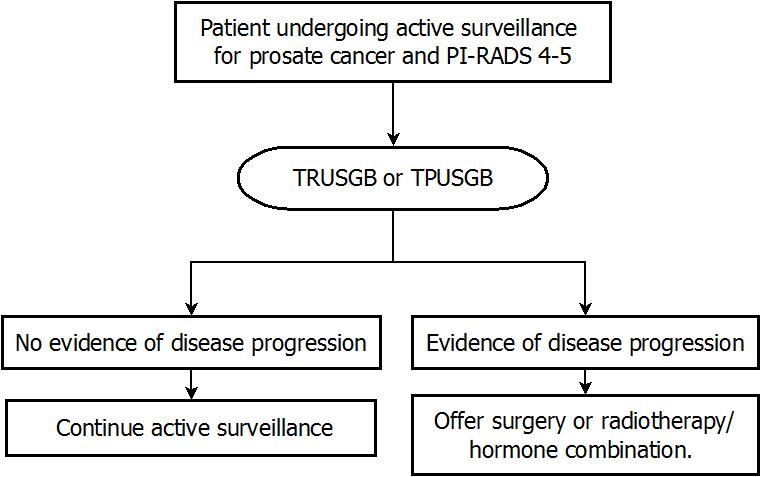 Patient undergoing active surveillance
for prosate cancer and PI-RADS 4-5
TRUSGB or TPUSGB
No evidence of disease progression
Evidence of disease progression
Continue active surveillance
Offer surgery or radiotherapy/
hormone combination.